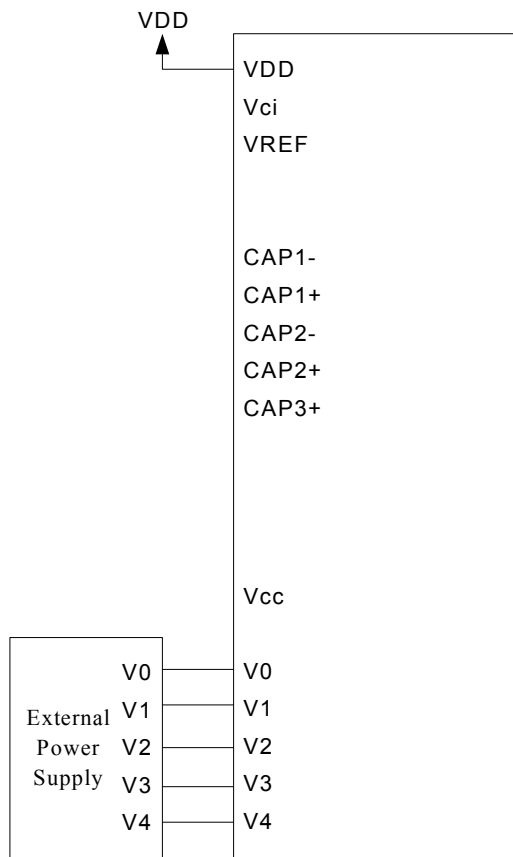 VDD
VDD
Vci
VREF
CAP1-
CAP1+
CAP2-
CAP2+
CAP3+
Vcc
V0 V0
V1 V1
External
V2 V2
Power
V3 V3
Supply
V4 V4